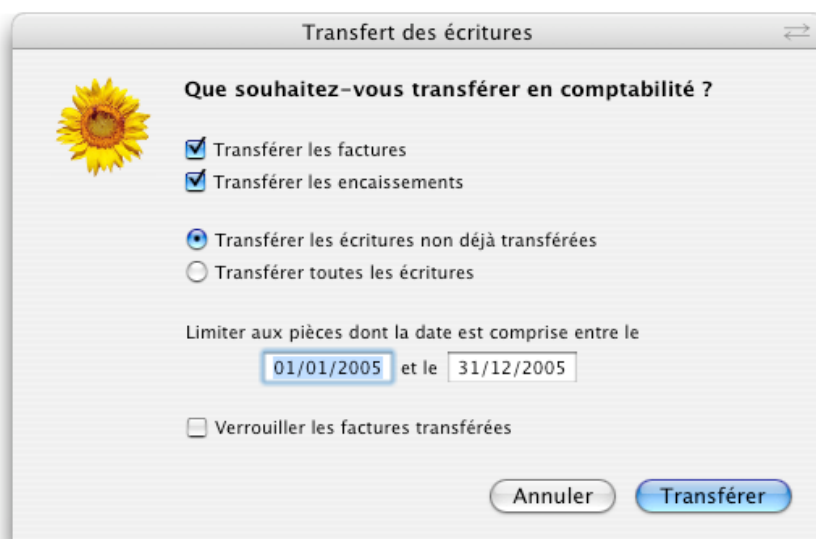 Transfert des écritures
Que souhaitez-vous transférer en comptabilité ?
Transférer les factures
Transférer les encaissements
Transférer les écritures non déjà transférées
Transférer toutes les écritures
Limiter aux pièces dont la date est comprise entre le
01/01/2005 et le 31/12/2005
Verrouiller les factures transférées
Annuler Transférer